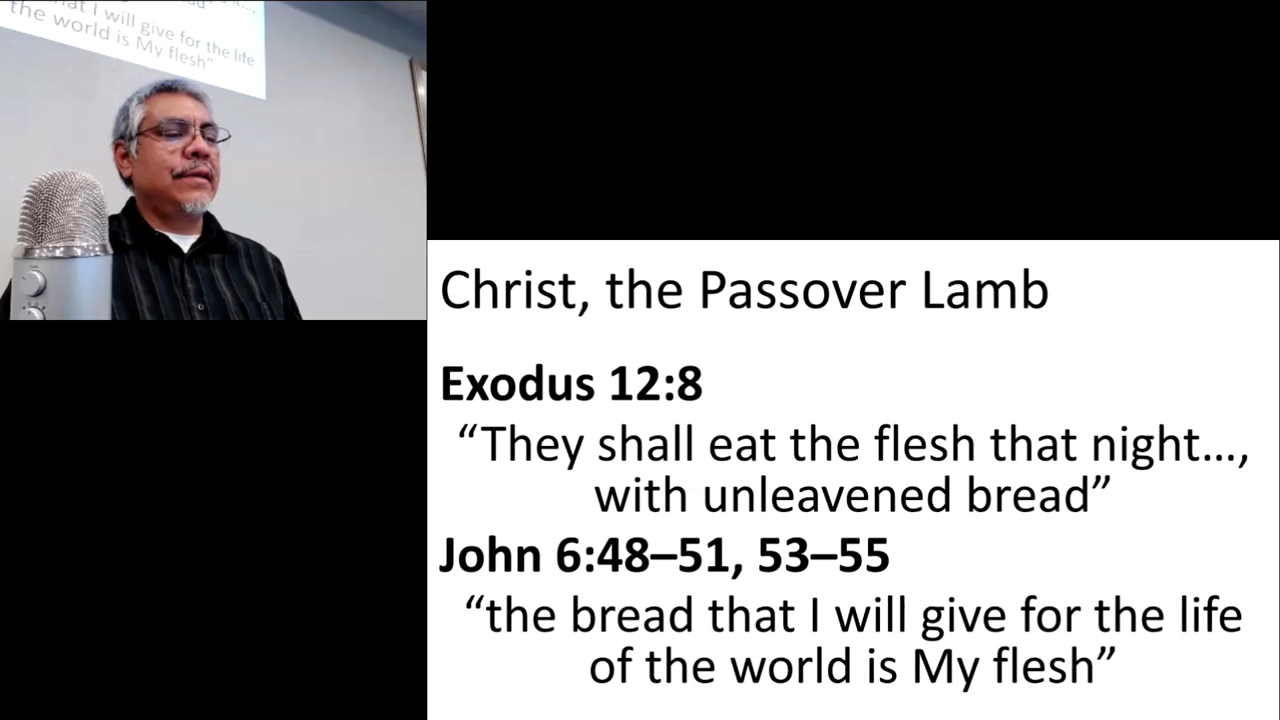 that I will give for the life
the world is My flesh”
Christ, the Passover Lamb
Exodus 12:8
“They shall eat the flesh that night…,
with unleavened bread”
John 6:48–51, 53–55
“the bread that I will give for the life
of the world is My flesh”